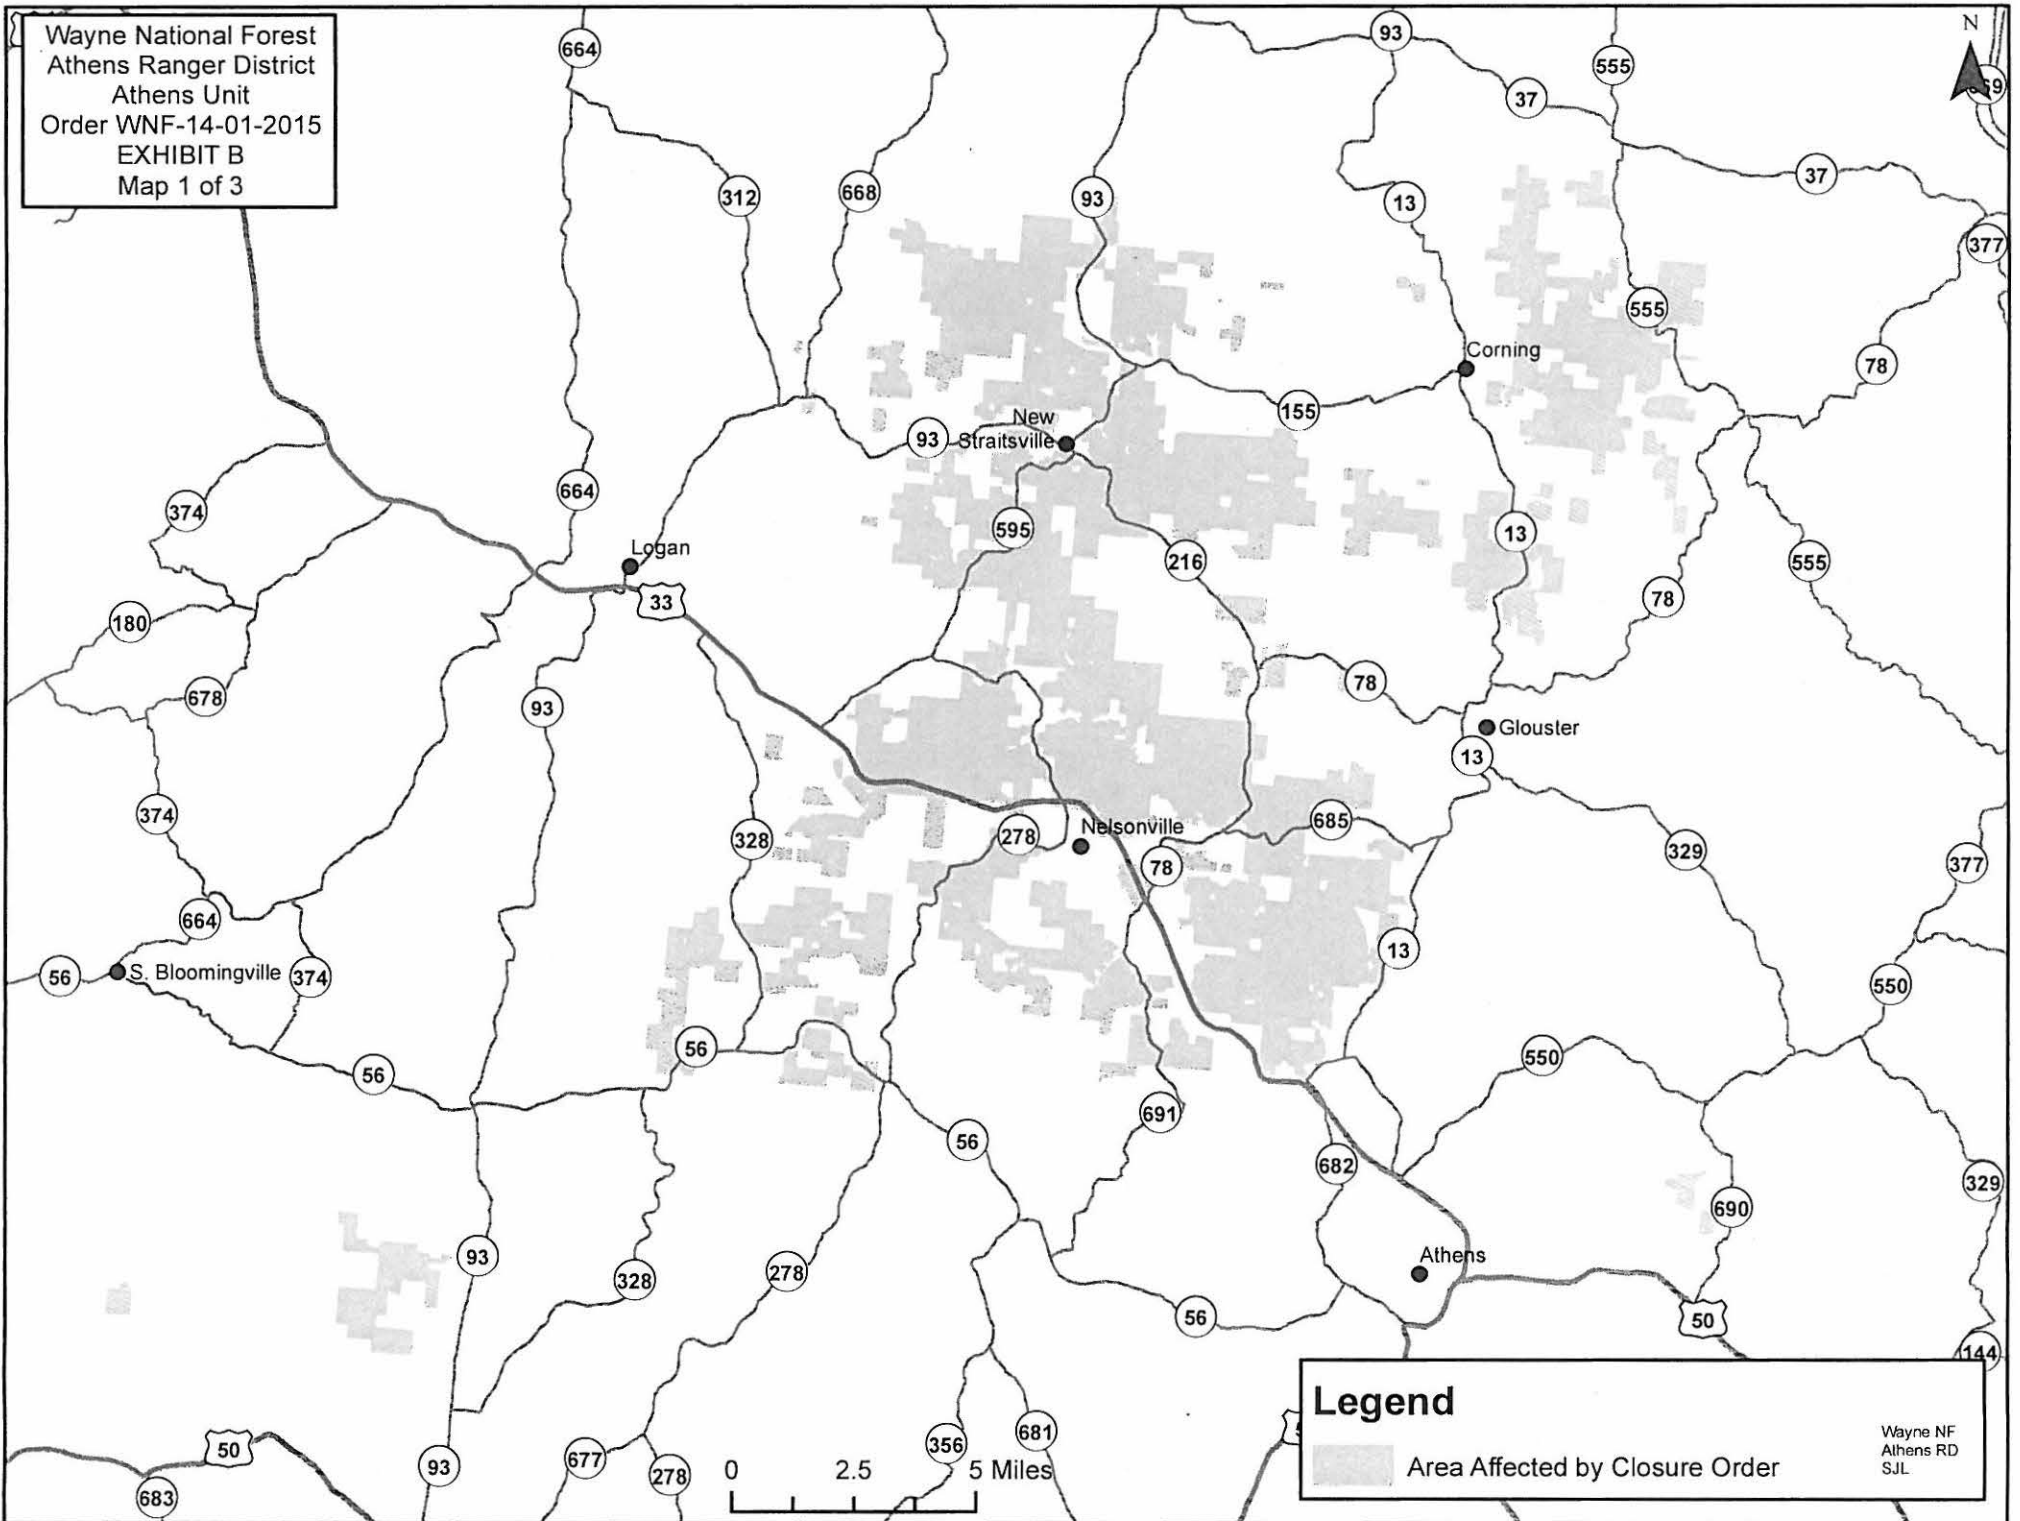 Wayne National Forest
Athens Ranger District
Athens Unit
Order WNF-14-01-2015
EXHIBIT B
Map 1 of 3
664
93
555
N
37
312
668
93
13
37
377
555
Corning
78
155
New
Straitsville
93
664
374
595
13
Logan
216
555
33
78
180
678
93
78
Glouster
13
374
328
278
Nelsonville
685
78
329
377
664
13
56
S. Bloomingville
374
550
56
56
550
691
56
682
329
690
93
328
278
Athens
56
50
144
Legend
Area Affected by Closure Order
Wayne NF
Athens RD
SJL
50
93
677
278
356
681
683
0 2.5 5 Miles